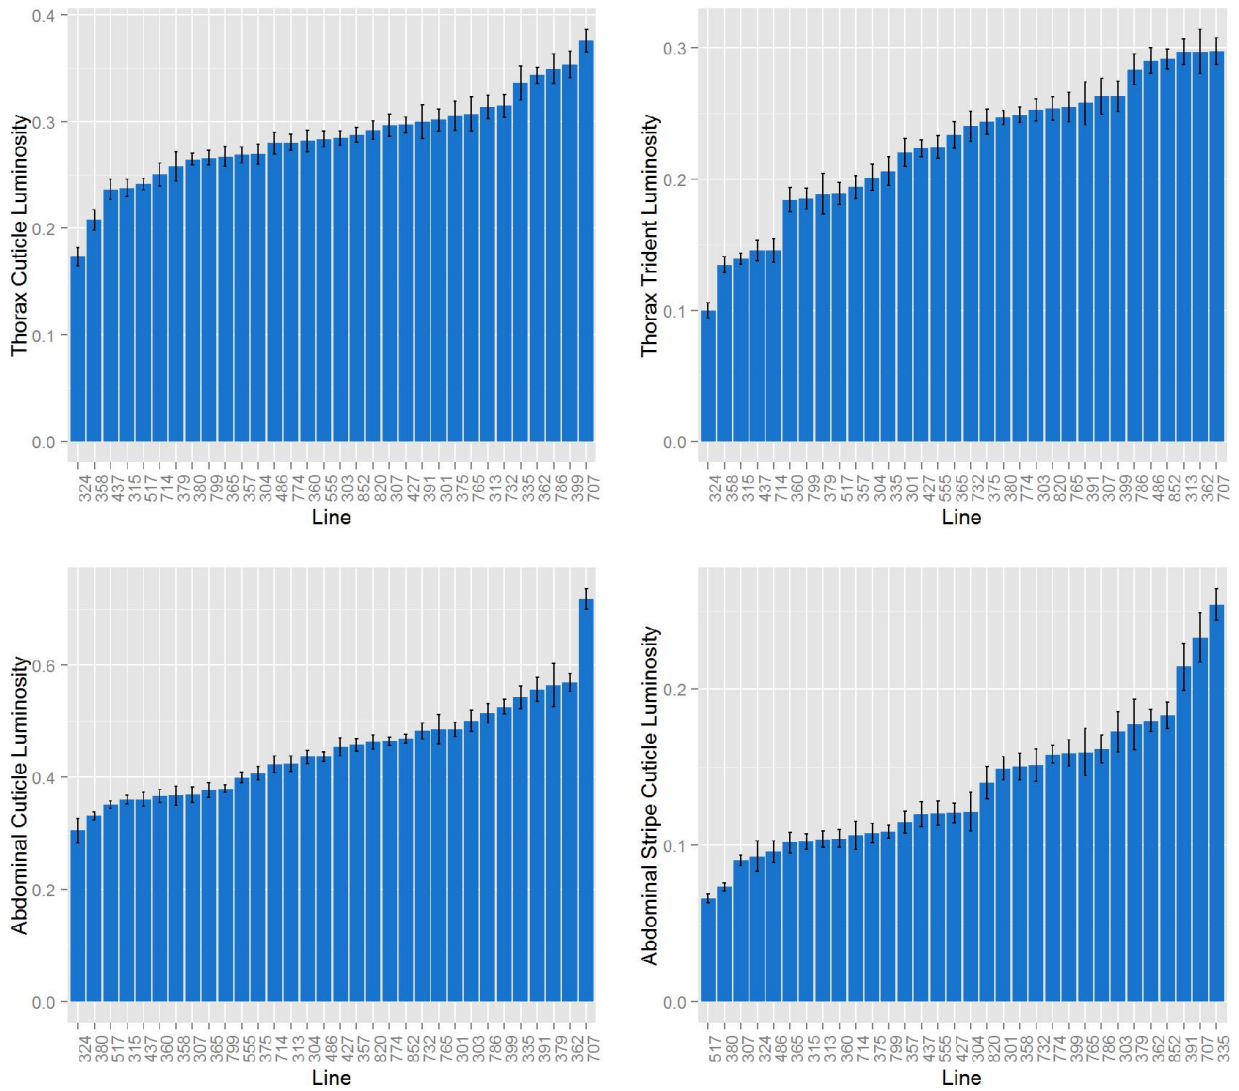 Thorax Cuticle Luminosity
0.4
0.3
0.2
0.1
0.0
324 358 437 315 517 714 379 380 799 365 357 304 486 774 360 555 303 852 820 307 427 391 301 375 765 313 732 335 362 786 399 707
Line
Thorax Trident Luminosity
0.3
0.2
0.1
0.0
324 358 315 437 714 360 799 379 517 357 304 335 301 427 555 365 732 375 380 774 303 820 765 391 307 399 786 486 852 313 362 707
Line
Abdominal Cuticle Luminosity
0.6
0.4
0.2
0.0
324 380 517 315 437 360 358 307 365 799 555 375 714 313 304 486 427 357 820 774 852 732 765 301 303 786 399 335 391 379 362 707
Line
Abdominal Stripe Cuticle Luminosity
0.2
0.1
0.0
517 380 307 324 486 365 315 313 360 714 375 799 357 437 555 427 304 820 301 358 732 774 399 765 786 303 379 362 852 391 707 335
Line